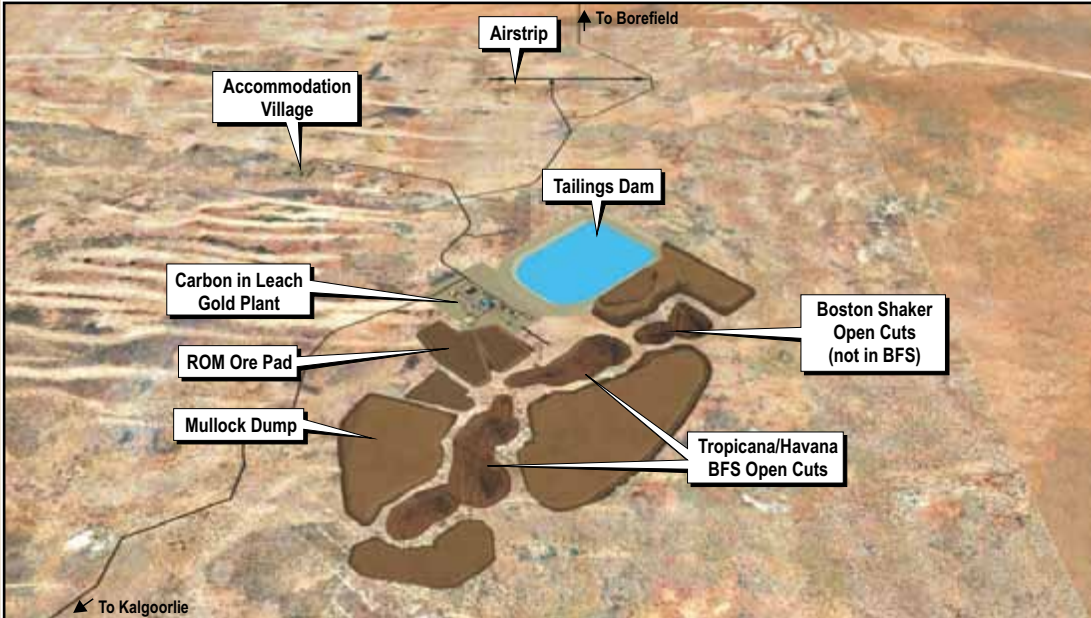 To Borefield
Airstrip
Accommodation
Village
Tailings Dam
Carbon in Leach
Gold Plant
Boston Shaker
Open Cuts
(not in BFS)
ROM Ore Pad
Mullock Dump
Tropicana/Havana
BFS Open Cuts
To Kalgoorlie